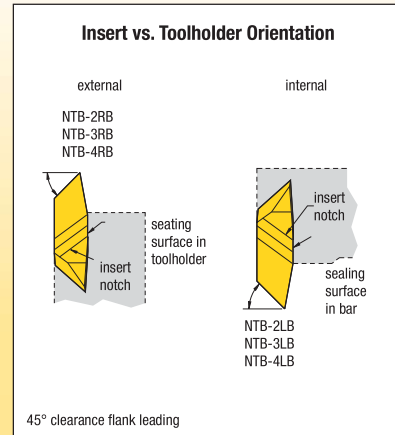 Insert vs. Toolholder Orientation
external
NTB-2RB
NTB-3RB
NTB-4RB
seating
surface in
toolholder
insert
notch
internal
insert
notch
sealing
surface
in bar
NTB-2LB
NTB-3LB
NTB-4LB
45° clearance flank leading